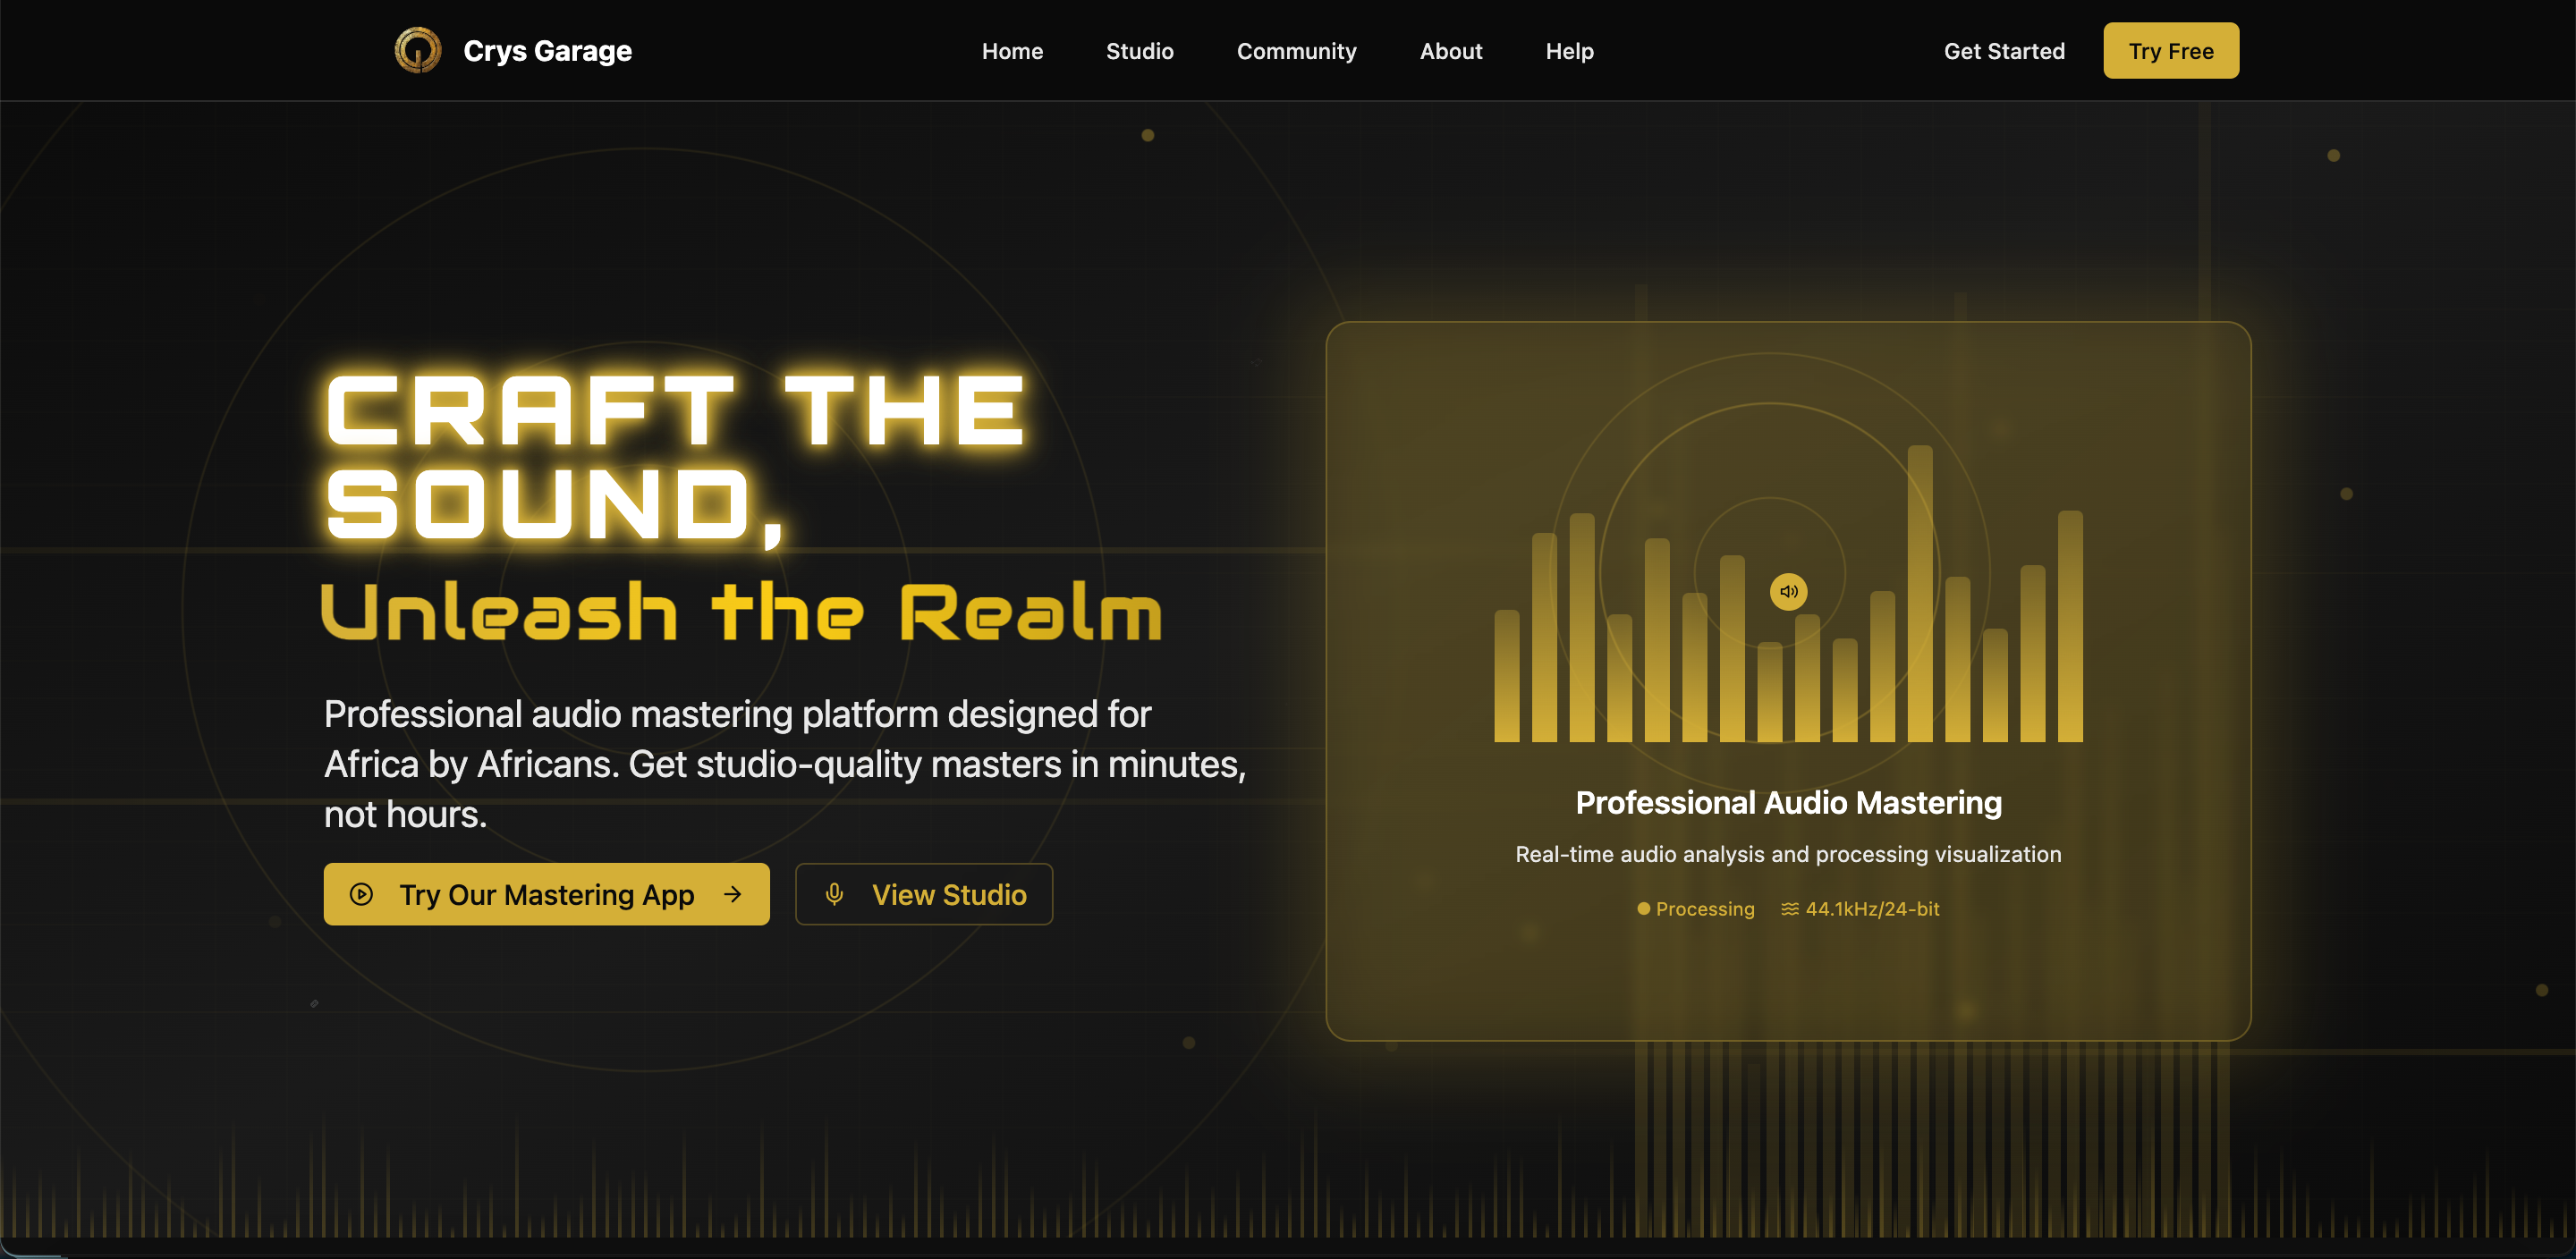 Crys Garage
Home
Studio
Community
About
Help
Get Started
Try Free
CRAFT THE
SOUND,
Unleash the Realm
Professional audio mastering platform designed for
Africa by Africans. Get studio-quality masters in minutes,
not hours.
Try Our Mastering App
View Studio
Professional Audio Mastering
Real-time audio analysis and processing visualization
Processing
44.1kHz/24-bit